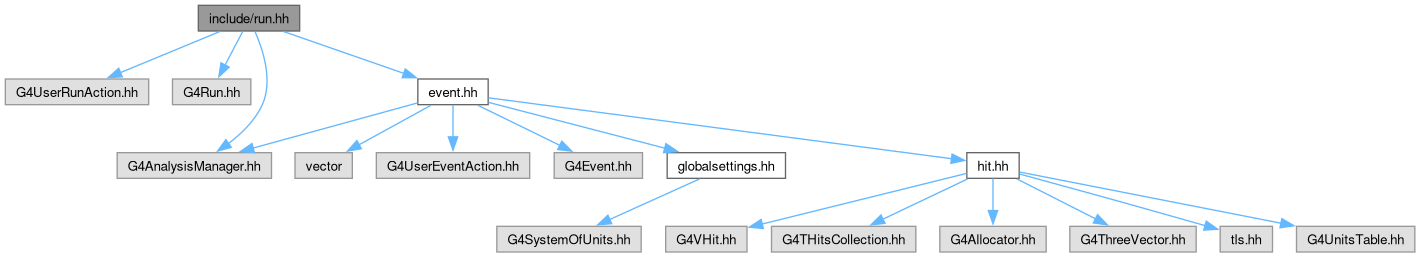 include/run.hh
G4UserRunAction.hh
G4Run.hh
event.hh
G4AnalysisManager.hh
vector
G4UserEventAction.hh
G4Event.hh
globalsettings.hh
hit.hh
G4SystemOfUnits.hh
G4VHit.hh
G4THitsCollection.hh
G4Allocator.hh
G4ThreeVector.hh
tls.hh
G4UnitsTable.hh